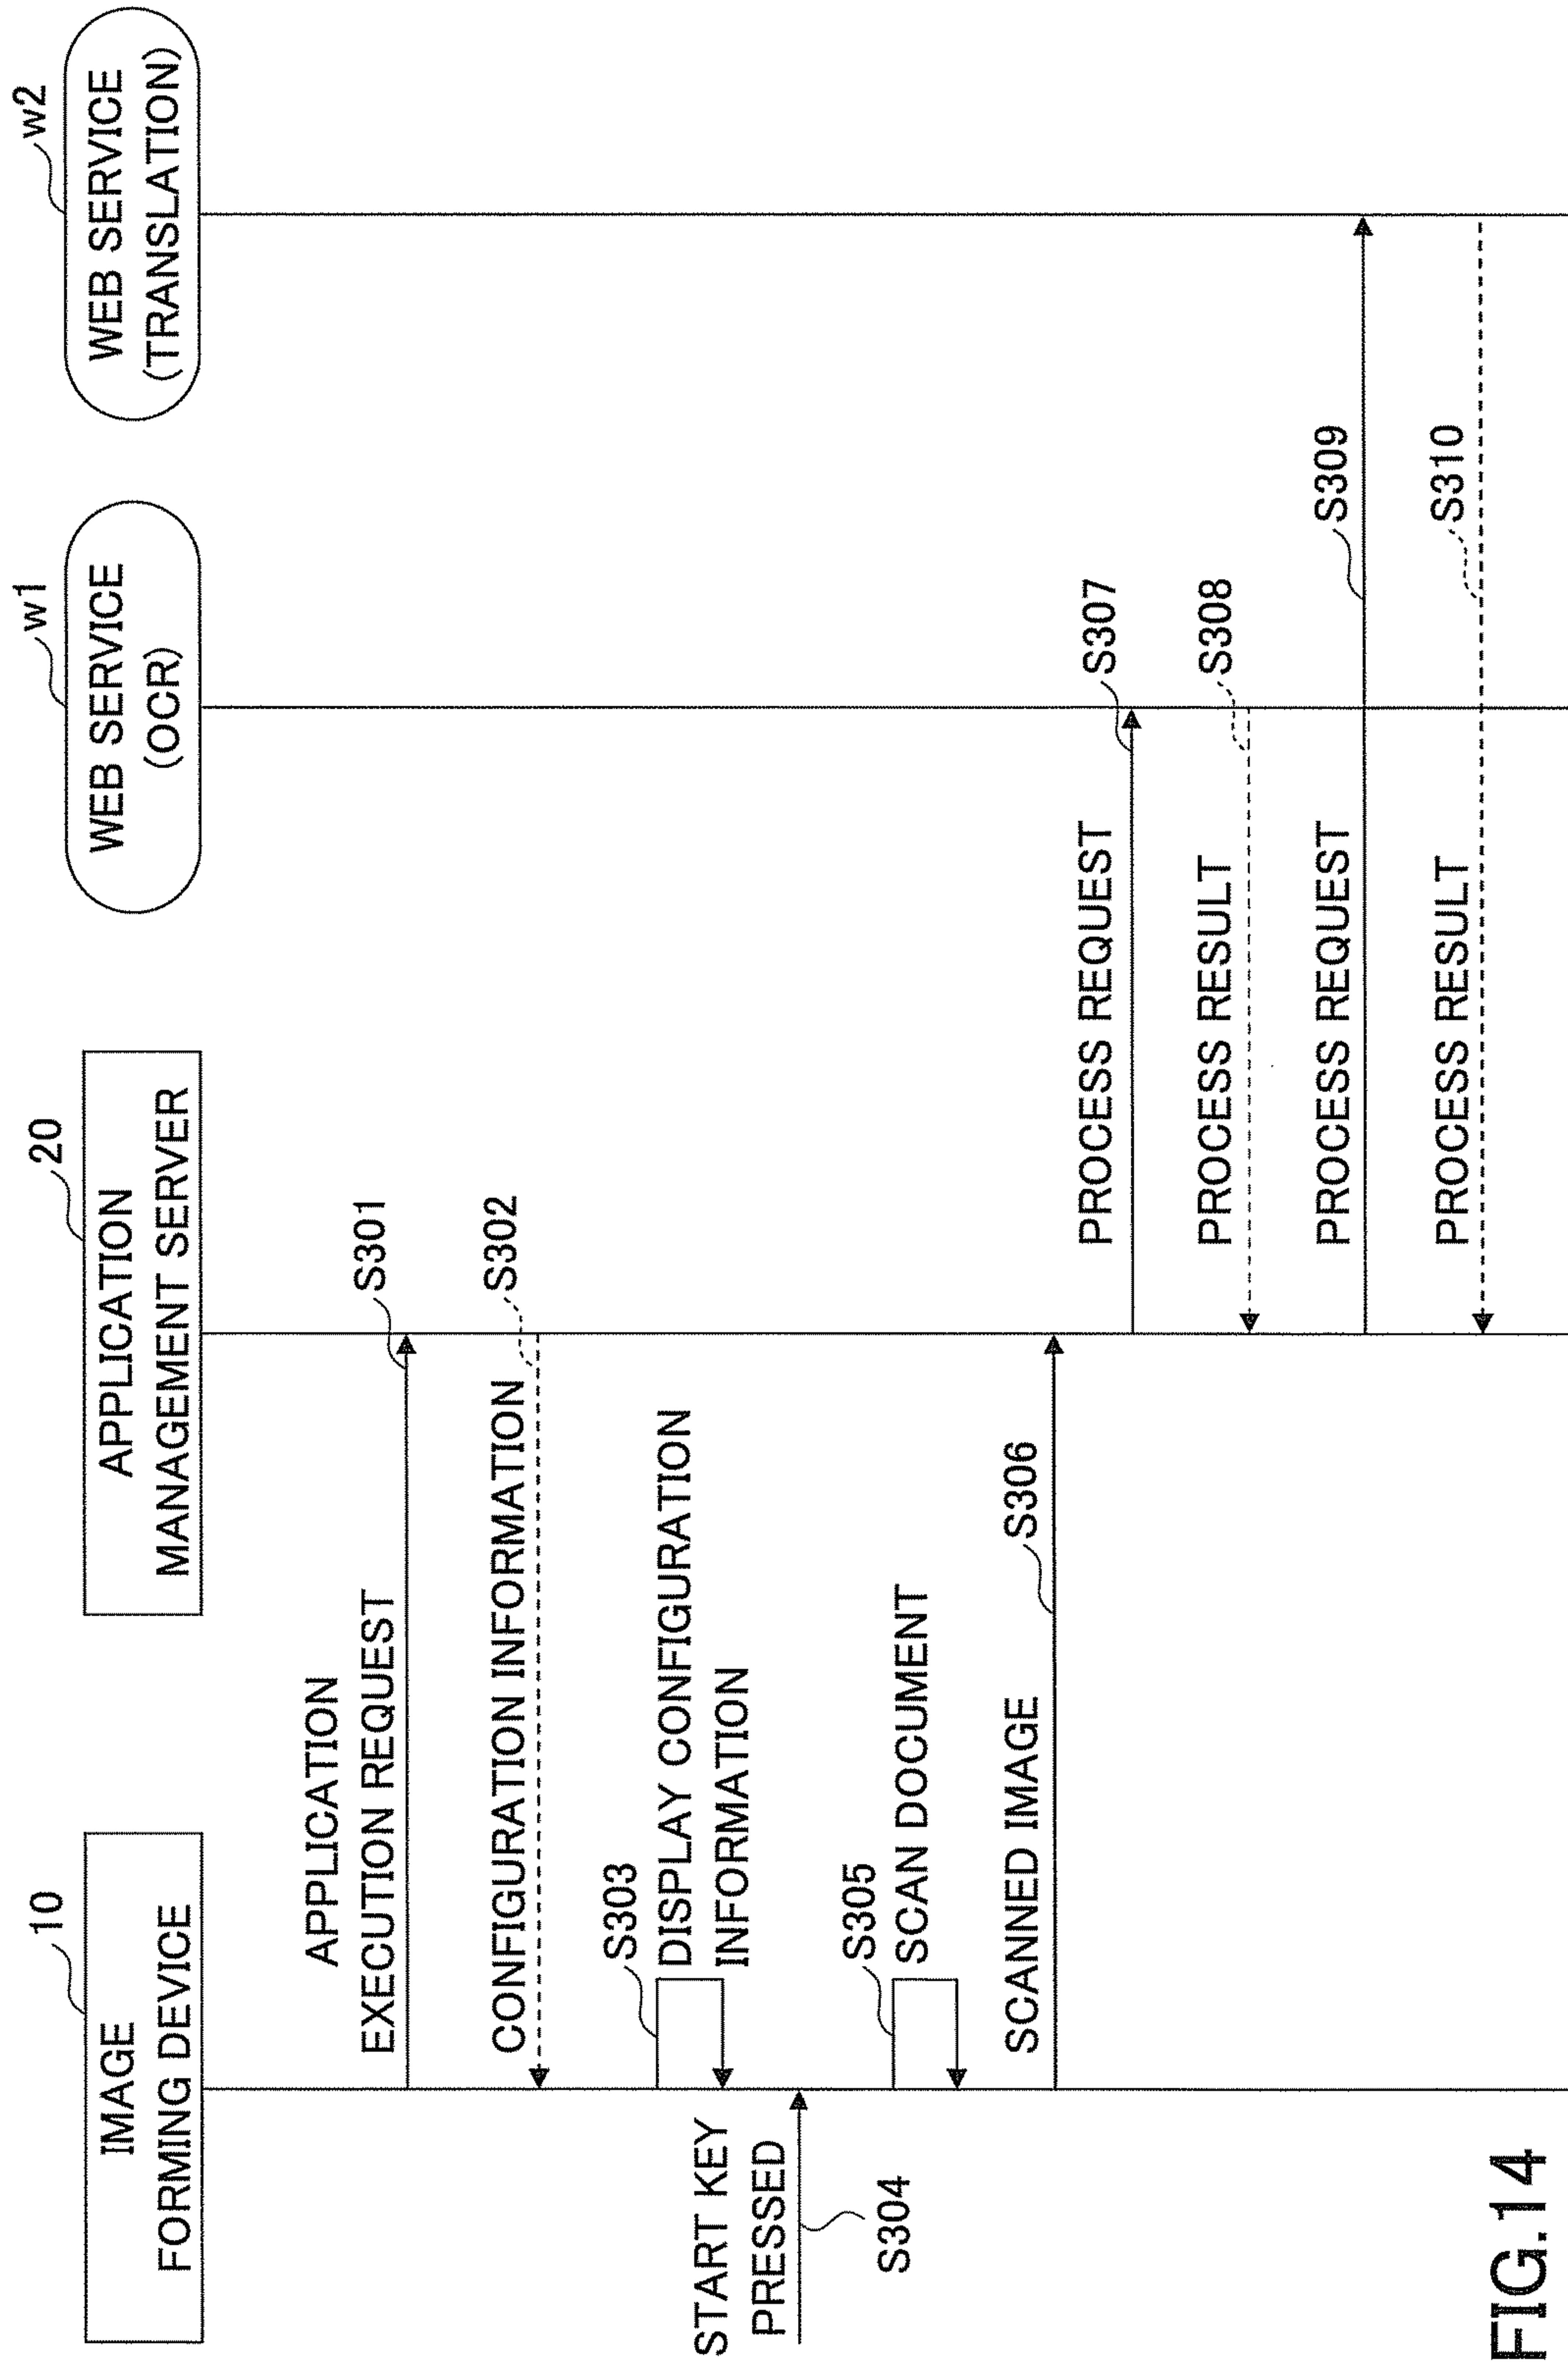 FIG.14
10
IMAGE
FORMING DEVICE
20
APPLICATION
MANAGEMENT SERVER
w1
WEB SERVICE
(OCR)
w2
WEB SERVICE
(TRANSLATION)
APPLICATION
EXECUTION REQUEST
S301
CONFIGURATION INFORMATION
S302
S303
DISPLAY CONFIGURATION
INFORMATION
START KEY
PRESSED
S304
S305
SCAN DOCUMENT
SCANNED IMAGE
S306
PROCESS REQUEST
S307
PROCESS RESULT
S308
PROCESS REQUEST
S309
PROCESS RESULT
S310